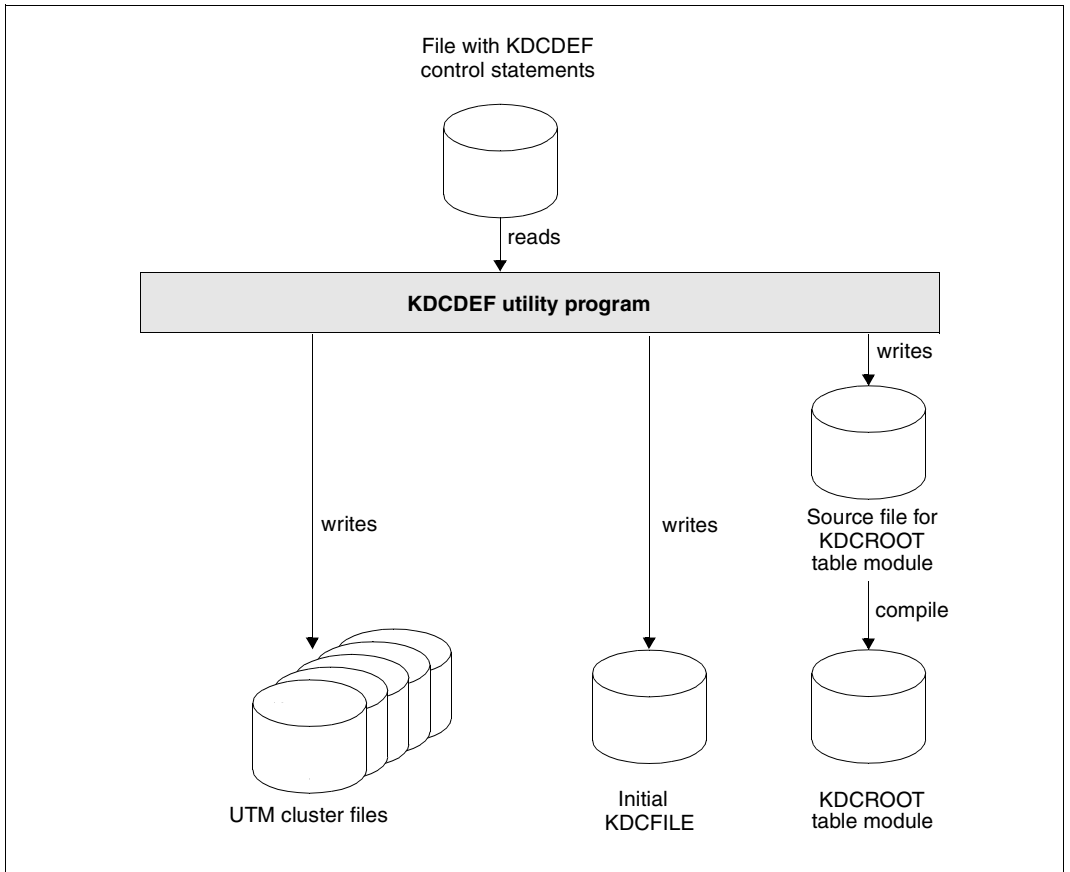 File with KDCDEF
control statements
reads
KDCDEF utility program
writes
writes
writes
Source file for
KDCROOT
table module
compile
UTM cluster files
Initial
KDCFILE
KDCROOT
table module